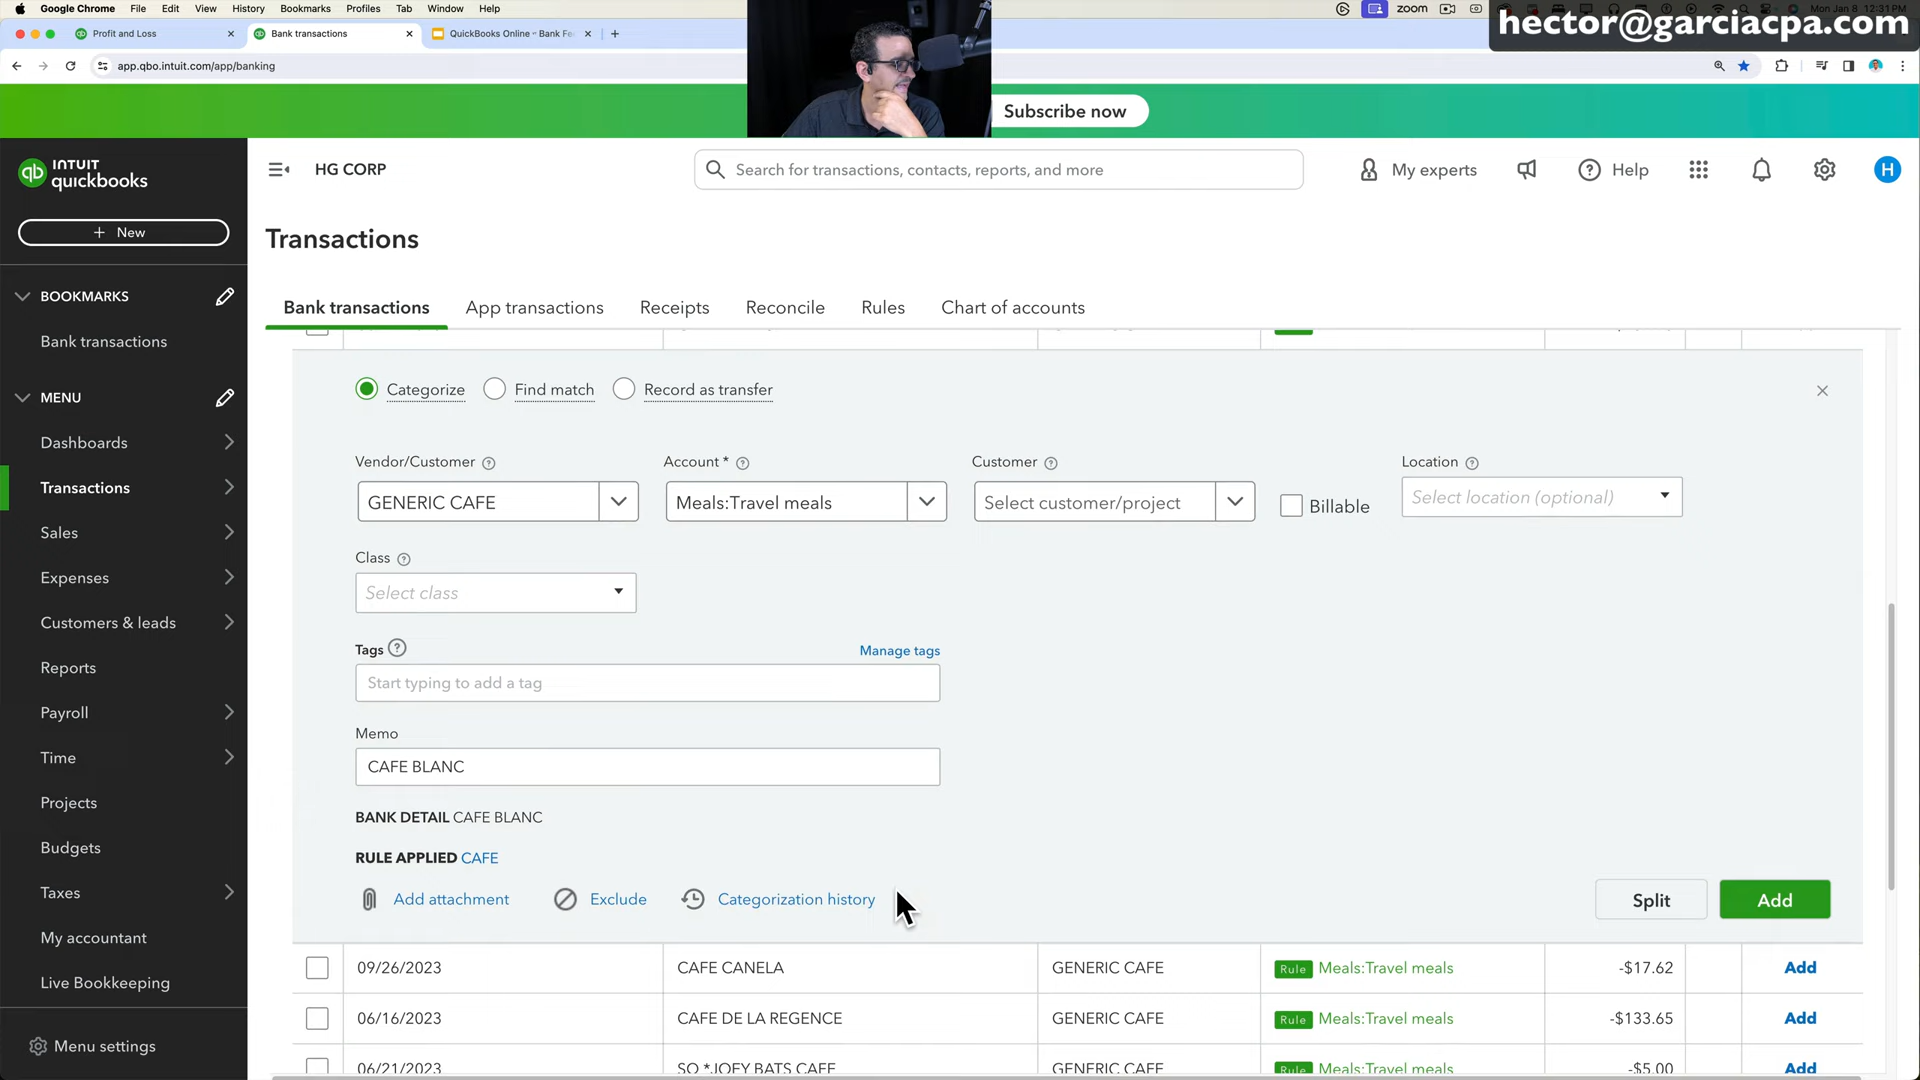 Google Chrome File Edit View History Bookmarks Profiles Tab Window Help
zoom
Mon Jan 8 12:31PM
hector@garciacpa.com
Profit and Loss
Bank transactions
QuickBooks Online - Bank Fe
app.qbo.intuit.com/app/banking
Subscribe now
INTUIT
quickbooks
HG CORP
Search for transactions, contacts, reports, and more
My experts
Help
H
+ New
Transactions
BOOKMARKS
Bank transactions
Bank transactions App transactions Receipts Reconcile Rules Chart of accounts
MENU
Dashboards
Transactions
Sales
Expenses
Customers & leads
Reports
Payroll
Time
Projects
Budgets
Taxes
My accountant
Live Bookkeeping
Menu settings
Categorize Find match Record as transfer
Vendor/Customer Account * Customer Location
GENERIC CAFE Meals:Travel meals Select customer/project Billable Select location (optional)
Class
Select class
Tags Manage tags
Start typing to add a tag
Memo
CAFE BLANC
BANK DETAIL CAFE BLANC
RULE APPLIED CAFE
Add attachment Exclude Categorization history Split Add
09/26/2023 CAFE CANELA GENERIC CAFE Rule Meals:Travel meals -$17.62 Add
06/16/2023 CAFE DE LA REGENCE GENERIC CAFE Rule Meals:Travel meals -$133.65 Add
06/21/2023 SO *JOEY BATS CAFE GENERIC CAFE Rule Meals:Travel meals -$5.00 Add